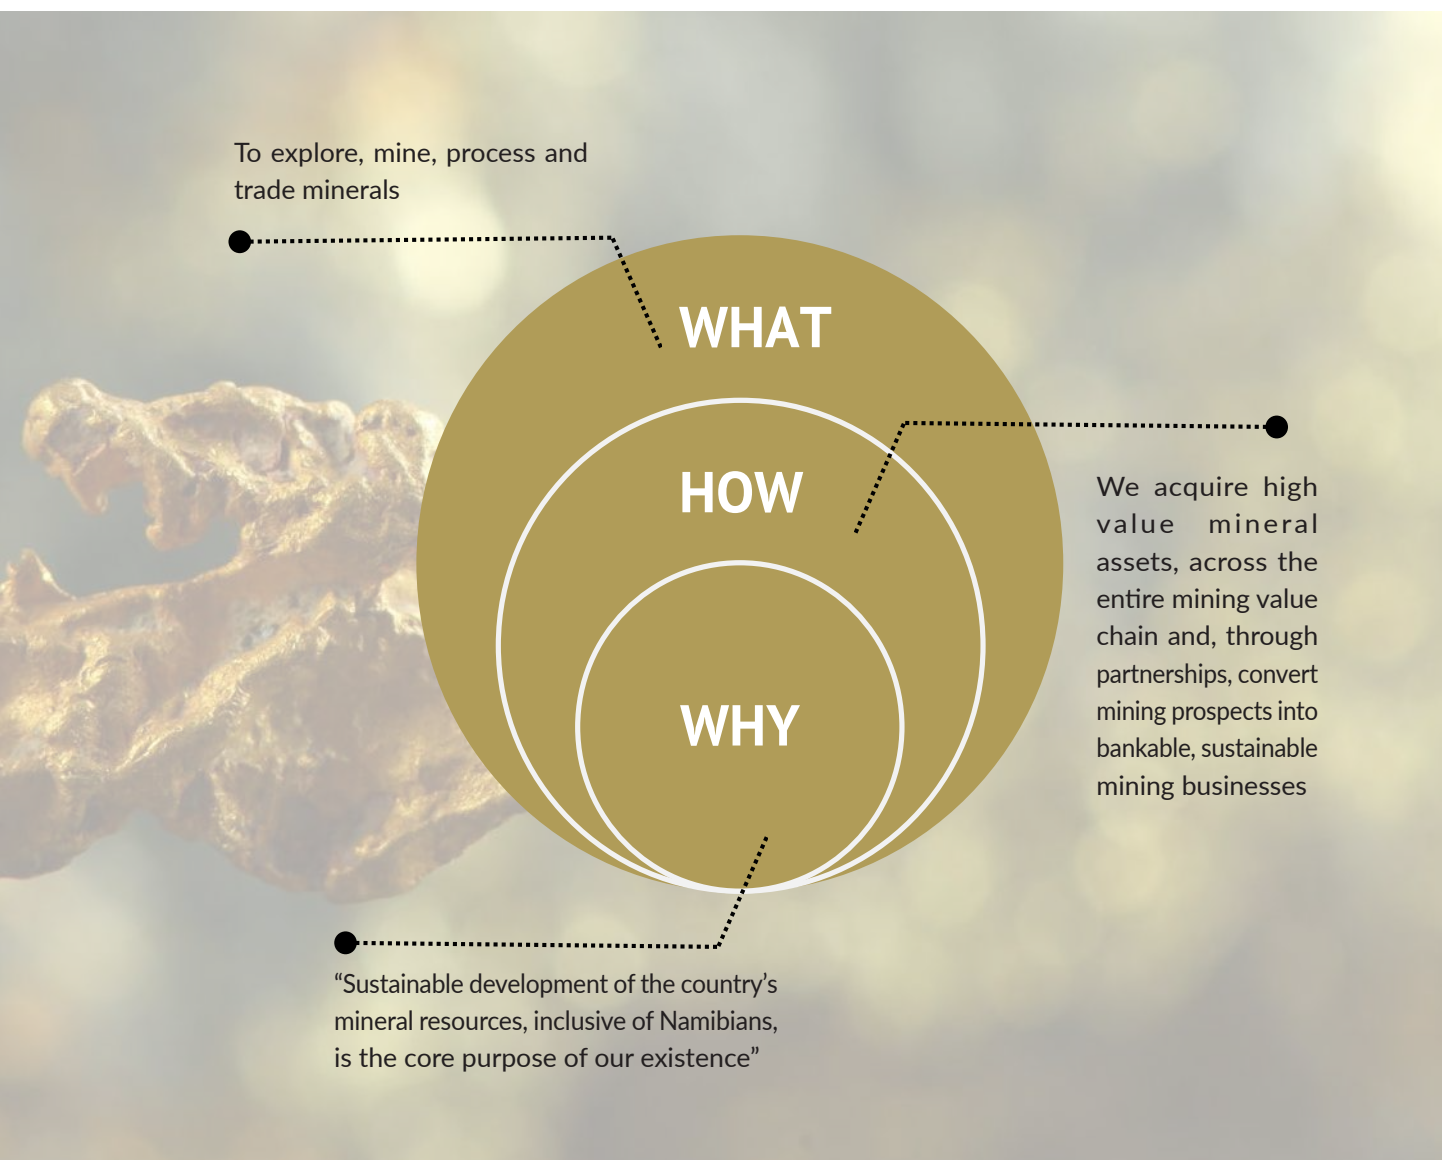 To explore, mine, process and
trade minerals
WHAT
HOW
We acquire high
value mineral
assets, across the
entire mining value
chain and, through
partnerships, convert
mining prospects into
bankable, sustainable
mining businesses
WHY
“Sustainable development of the country’s
mineral resources, inclusive of Namibians,
is the core purpose of our existence”